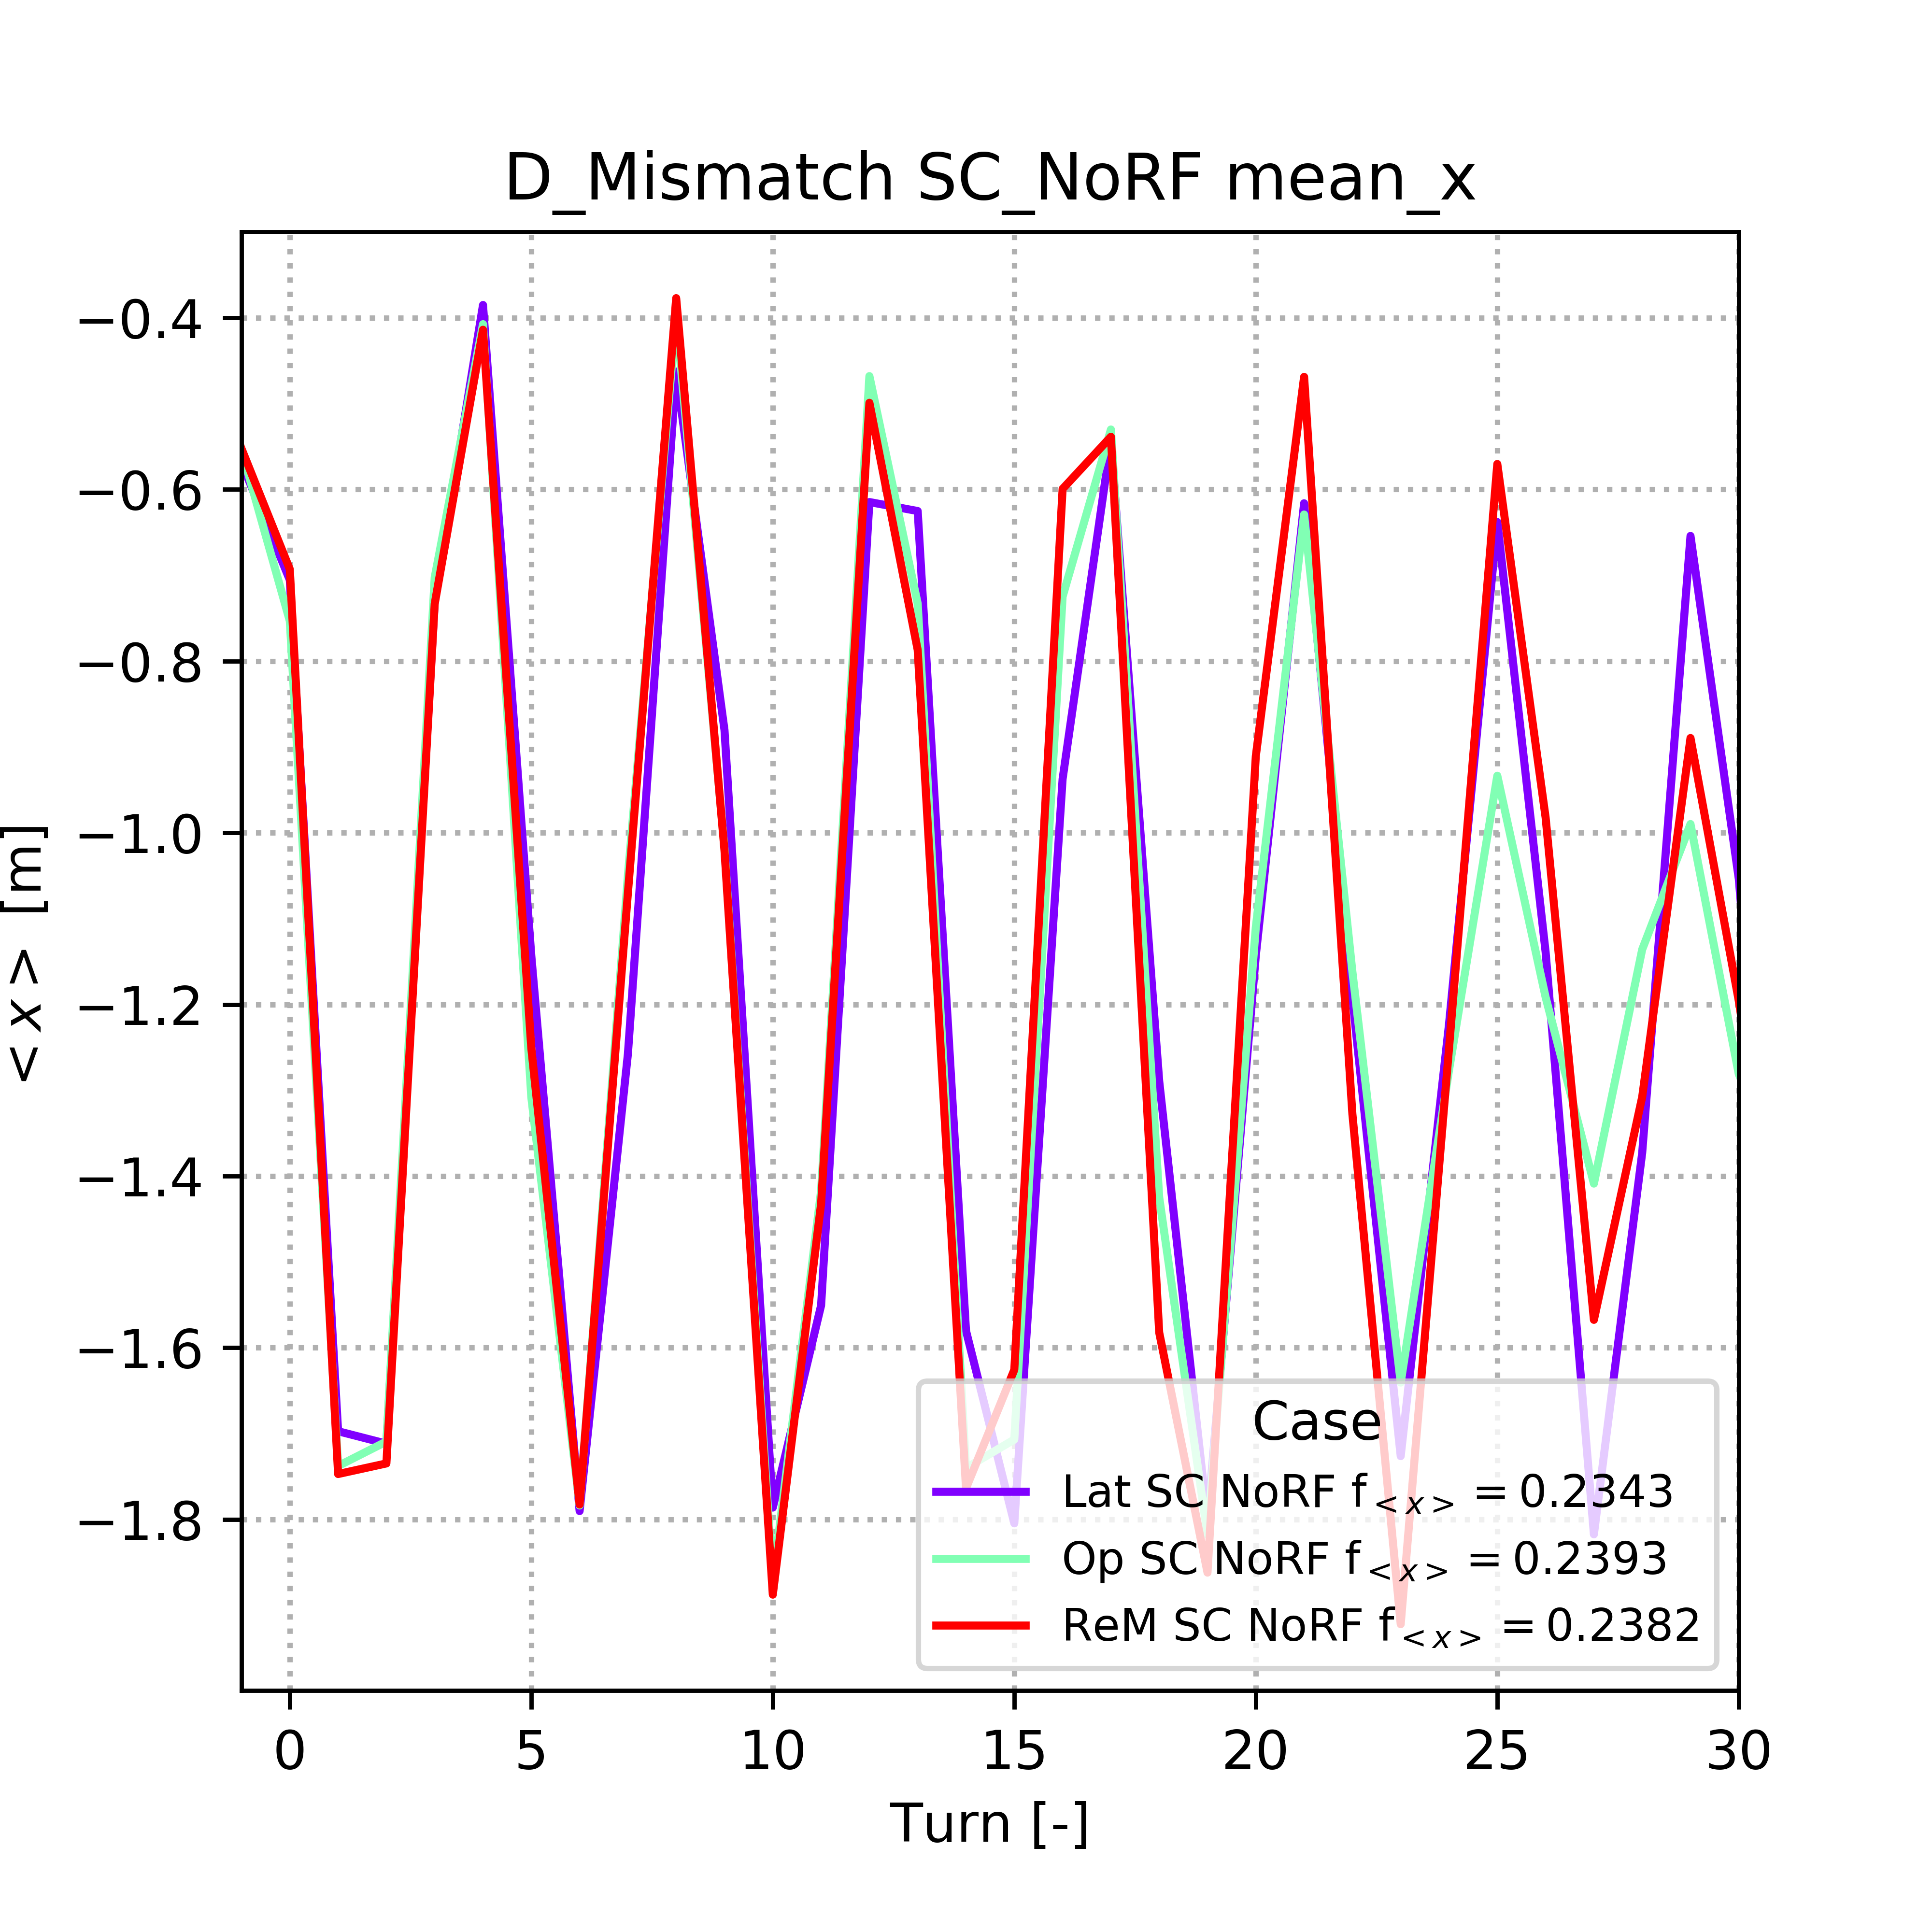 D_Mismatch SC_NoRF mean_x
−0.4
−0.6
−0.8
−1.0
−1.2
−1.4
−1.6
−1.8
< x > [m]
Case
Lat SC NoRF f< x > = 0.2343
Op SC NoRF f< x > = 0.2393
ReM SC NoRF f< x > = 0.2382
0 5 10 15 20 25 30
Turn [-]